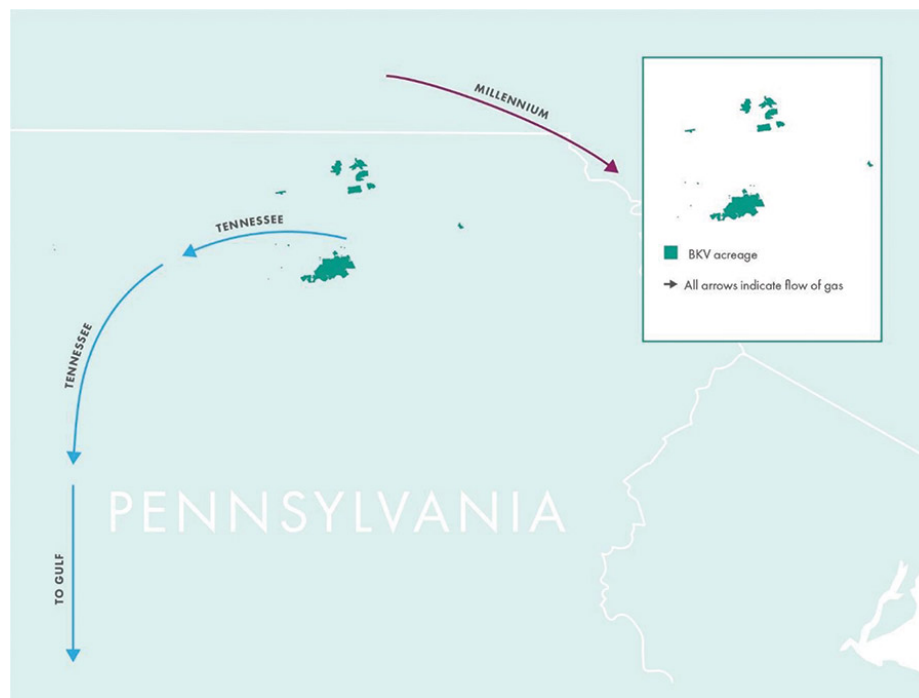 MILLENNIUM
TENNESSEE
TENNESSEE
BKV acreage
All arrows indicate flow of gas
PENNSYLVANIA
TO GULF